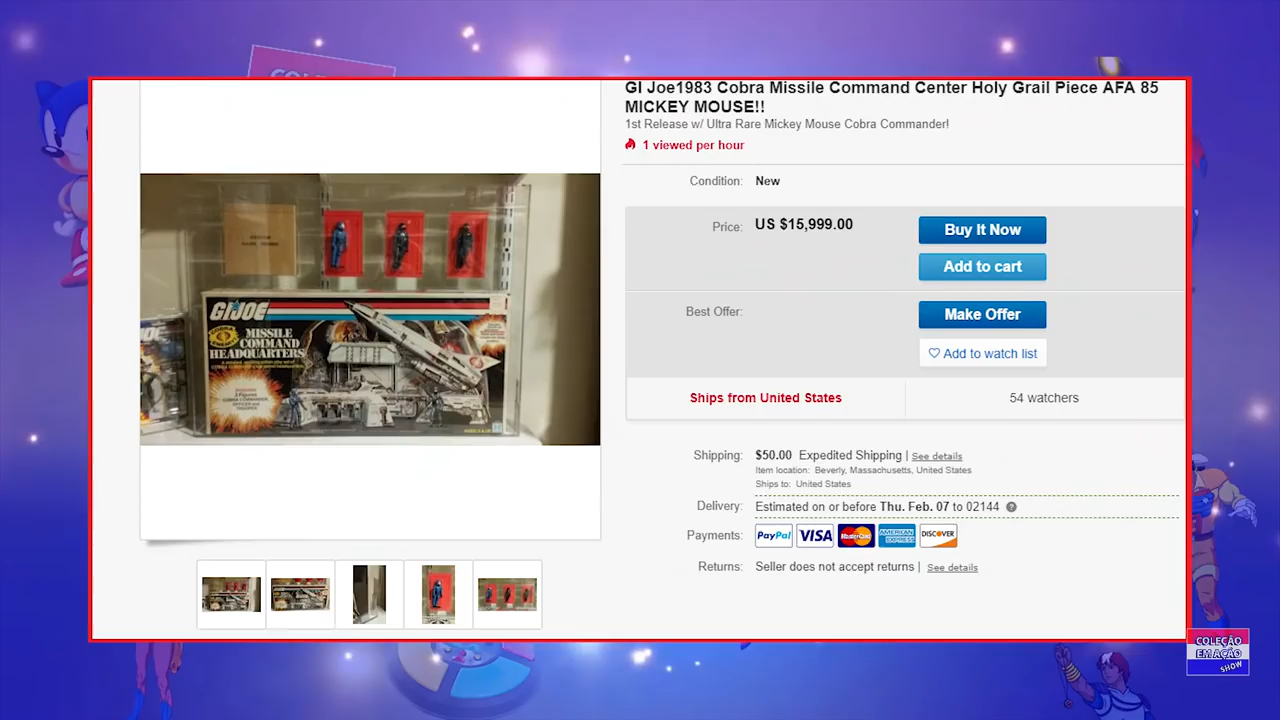 GI Joe1983 Cobra Missile Command Center Holy Grail Piece AFA 85
MICKEY MOUSE!!
1st Release w/ Ultra Rare Mickey Mouse Cobra Commander!
1 viewed per hour
Condition: New
Price: US $15,999.00
Buy It Now
Add to cart
Best Offer:
Make Offer
Add to watch list
Ships from United States
54 watchers
Shipping: $50.00 Expedited Shipping | See details
Item location: Beverly, Massachusetts, United States
Ships to: United States
Delivery: Estimated on or before Thu. Feb. 07 to 02144 ?
Payments: PayPal VISA MasterCard AMERICAN EXPRESS DISCOVER
Returns: Seller does not accept returns | See details
GIJOE
COBRA
MISSILE
COMMAND
HEADQUARTERS
COLEÇÃO
EM AÇÃO
SHOW